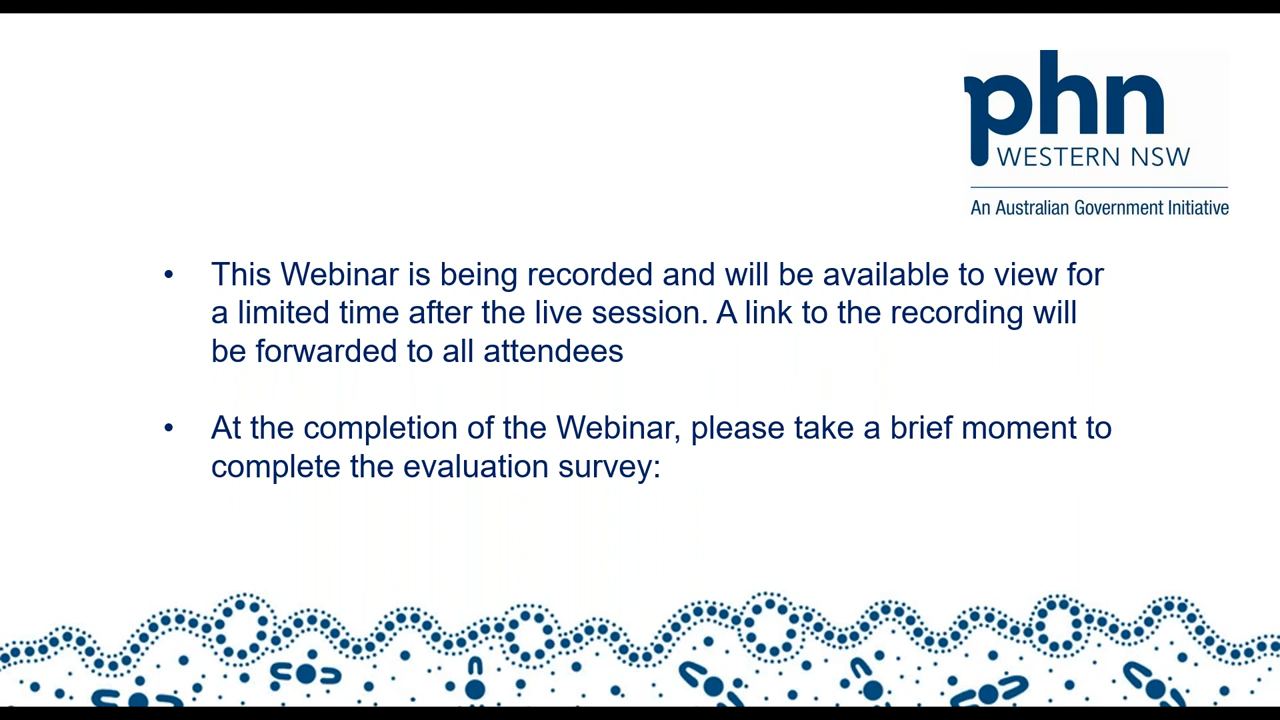 phn
WESTERN NSW
An Australian Government Initiative
• This Webinar is being recorded and will be available to view for
a limited time after the live session. A link to the recording will
be forwarded to all attendees
• At the completion of the Webinar, please take a brief moment to
complete the evaluation survey: